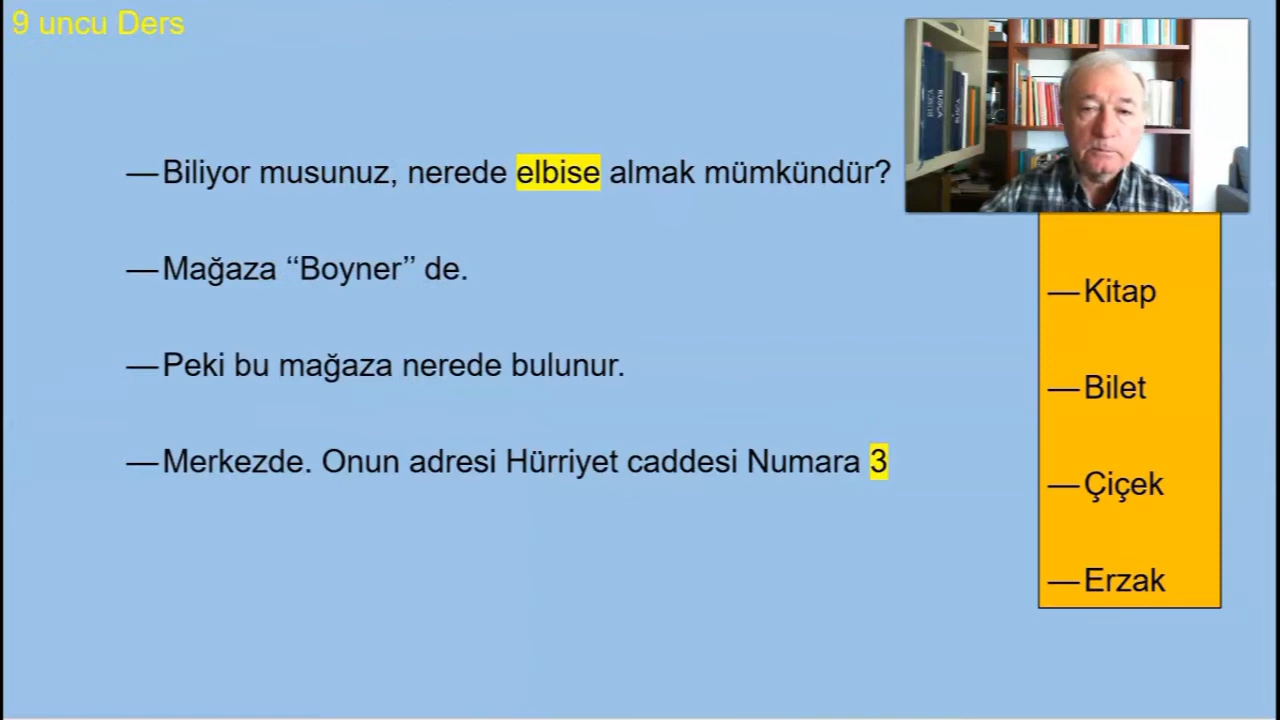 9 uncu Ders
—Biliyor musunuz, nerede elbise almak mümkündür?
—Mağaza “Boyner” de.
—Peki bu mağaza nerede bulunur.
—Merkezde. Onun adresi Hürriyet caddesi Numara 3
—Kitap
—Bilet
—Çiçek
—Erzak